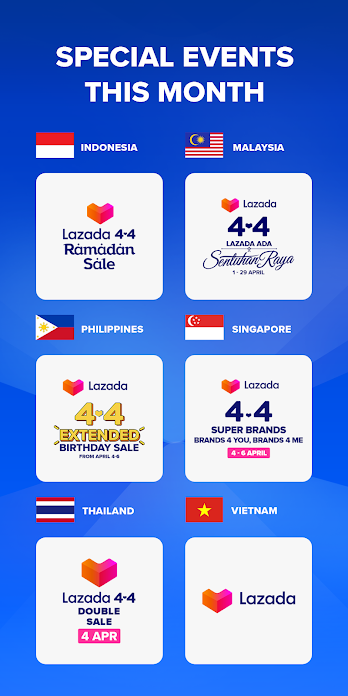 SPECIAL EVENTS
THIS MONTH
INDONESIA
Lazada 4·4
Ramadan
Sale
MALAYSIA
Lazada
4·4
LAZADA ADA
Sentuhan Raya
1 - 29 APRIL
PHILIPPINES
Lazada
4·4
EXTENDED
BIRTHDAY SALE
FROM APRIL 4-6
SINGAPORE
Lazada
4·4
SUPER BRANDS
BRANDS 4 YOU, BRANDS 4 ME
4 - 6 APRIL
THAILAND
Lazada 4·4
DOUBLE
SALE
4 APR
VIETNAM
Lazada